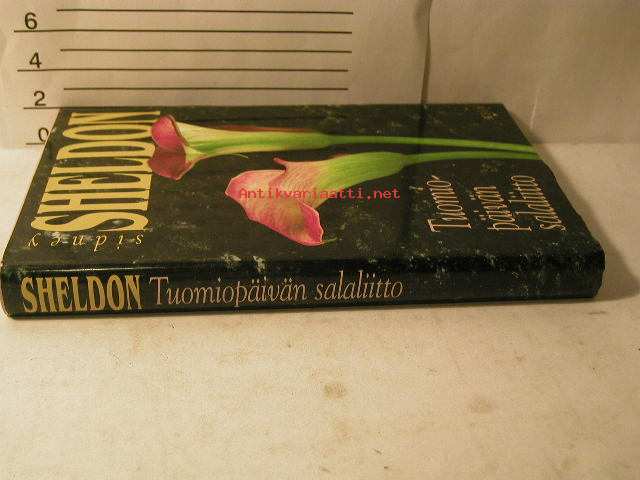 6
4
2
0
sidney
SHELDON
Tuomio-
päivän
salaliitto
Antikvariaatti.net
SHELDON Tuomiopäivän salaliitto